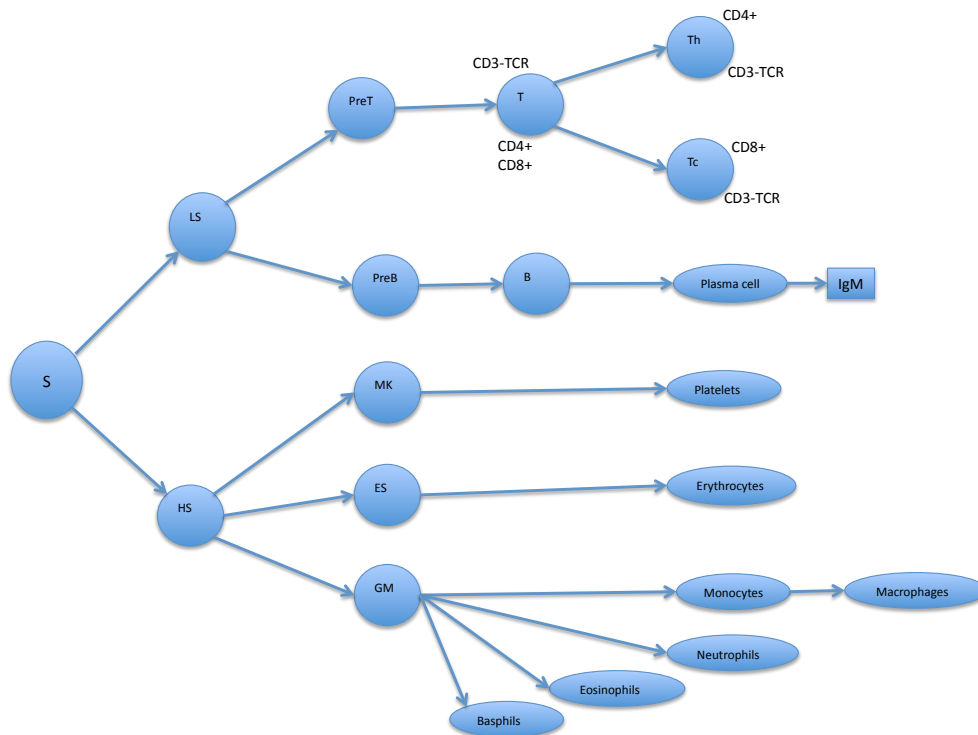 CD4+
Th
CD3-TCR
CD3-TCR
PreT
T
CD4+
CD8+
CD8+
Tc
CD3-TCR
LS
PreB
B
Plasma cell
IgM
S
MK
Platelets
ES
Erythrocytes
HS
GM
Monocytes
Macrophages
Neutrophils
Eosinophils
Basphils